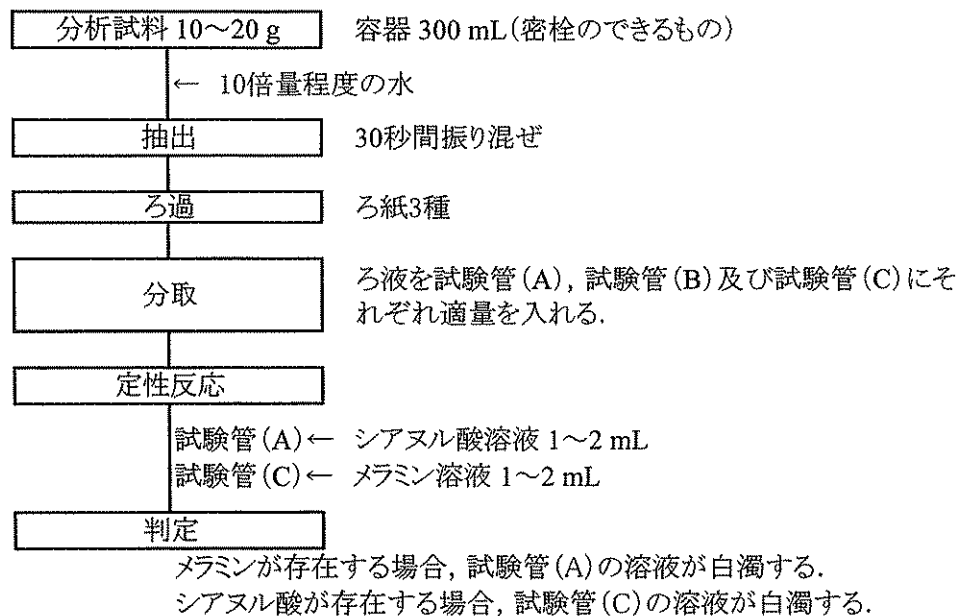 分析試料 10～20 g　容器 300 mL(密栓のできるもの)
← 10倍量程度の水
抽出　30秒間振り混ぜ
ろ過　ろ紙3種
分取　ろ液を試験管(A), 試験管(B)及び試験管(C)にそ
れぞれ適量を入れる.
定性反応
試験管(A)← シアヌル酸溶液 1～2 mL
試験管(C)← メラミン溶液 1～2 mL
判定
メラミンが存在する場合, 試験管(A)の溶液が白濁する.
シアヌル酸が存在する場合, 試験管(C)の溶液が白濁する.